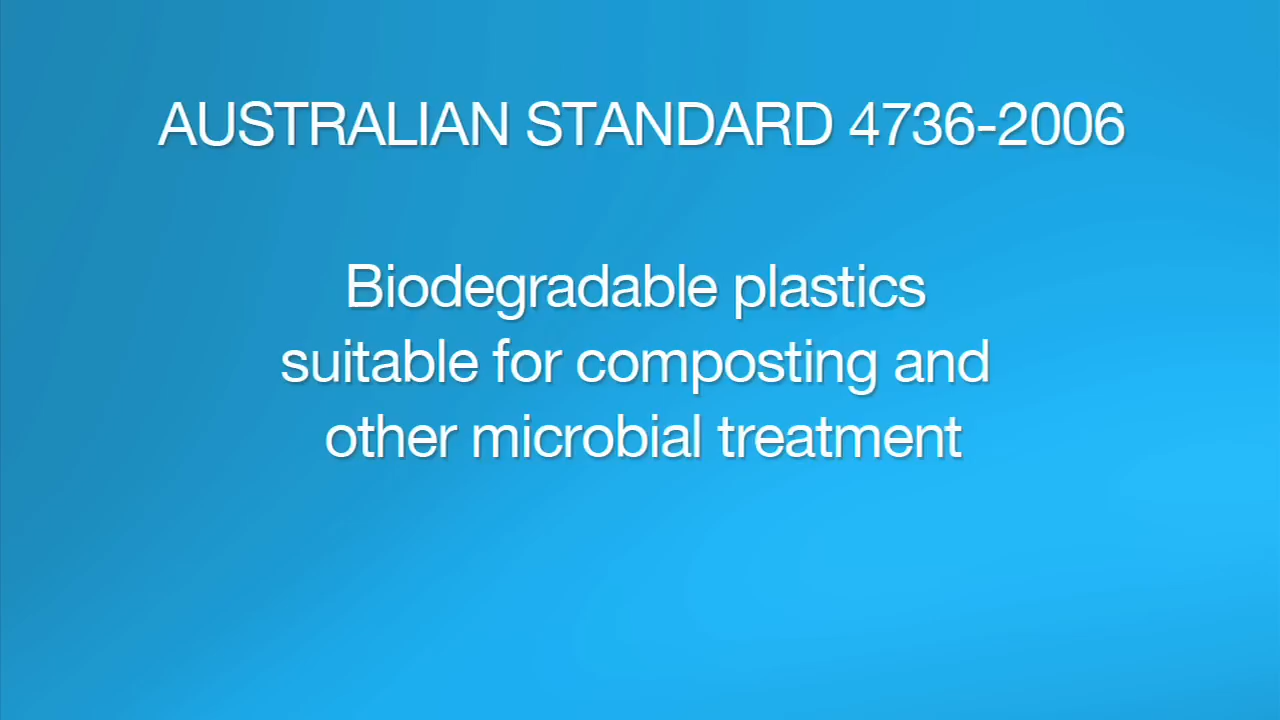 AUSTRALIAN STANDARD 4736-2006
Biodegradable plastics
suitable for composting and
other microbial treatment